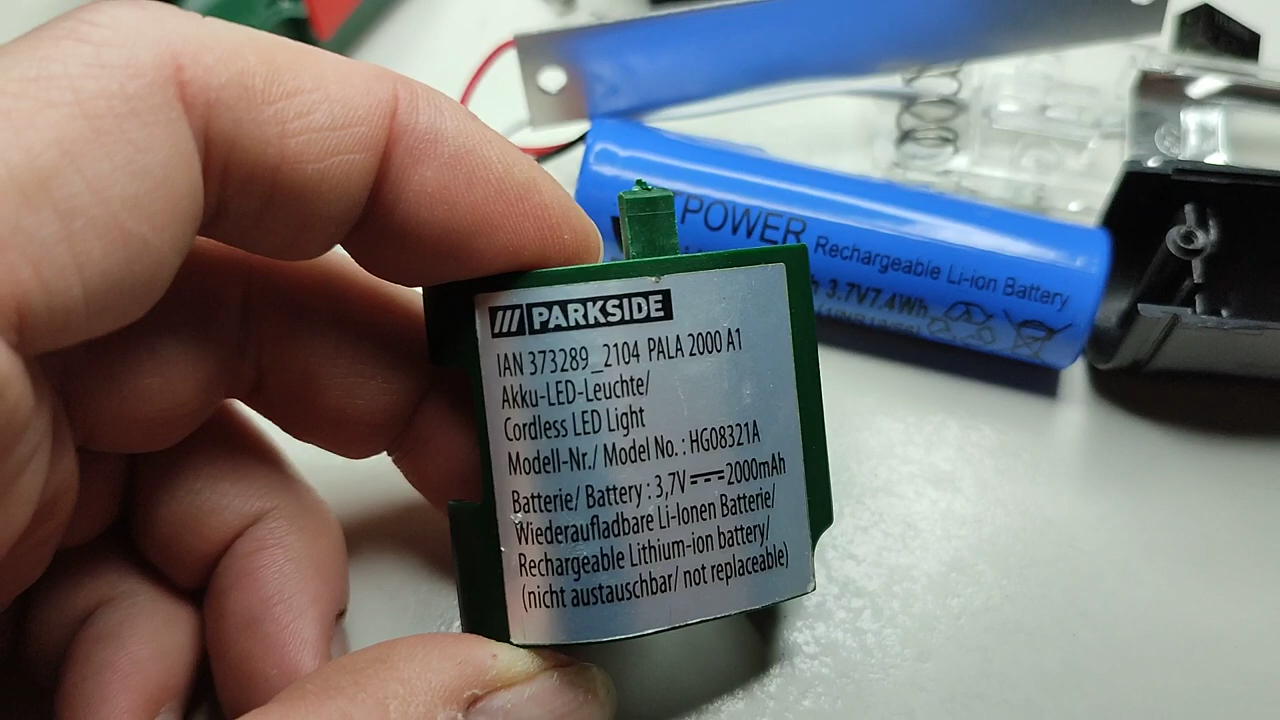 PARKSIDE
IAN 373289_2104 PALA 2000 A1
Akku-LED-Leuchte/
Cordless LED Light
Modell-Nr./ Model No. : HG08321A
Batterie/ Battery : 3,7V⎓2000mAh
Wiederaufladbare Li-Ionen Batterie/
Rechargeable Lithium-ion battery/
(nicht austauschbar/ not replaceable)
POWER Rechargeable Li-ion Battery
3.7V7.4Wh